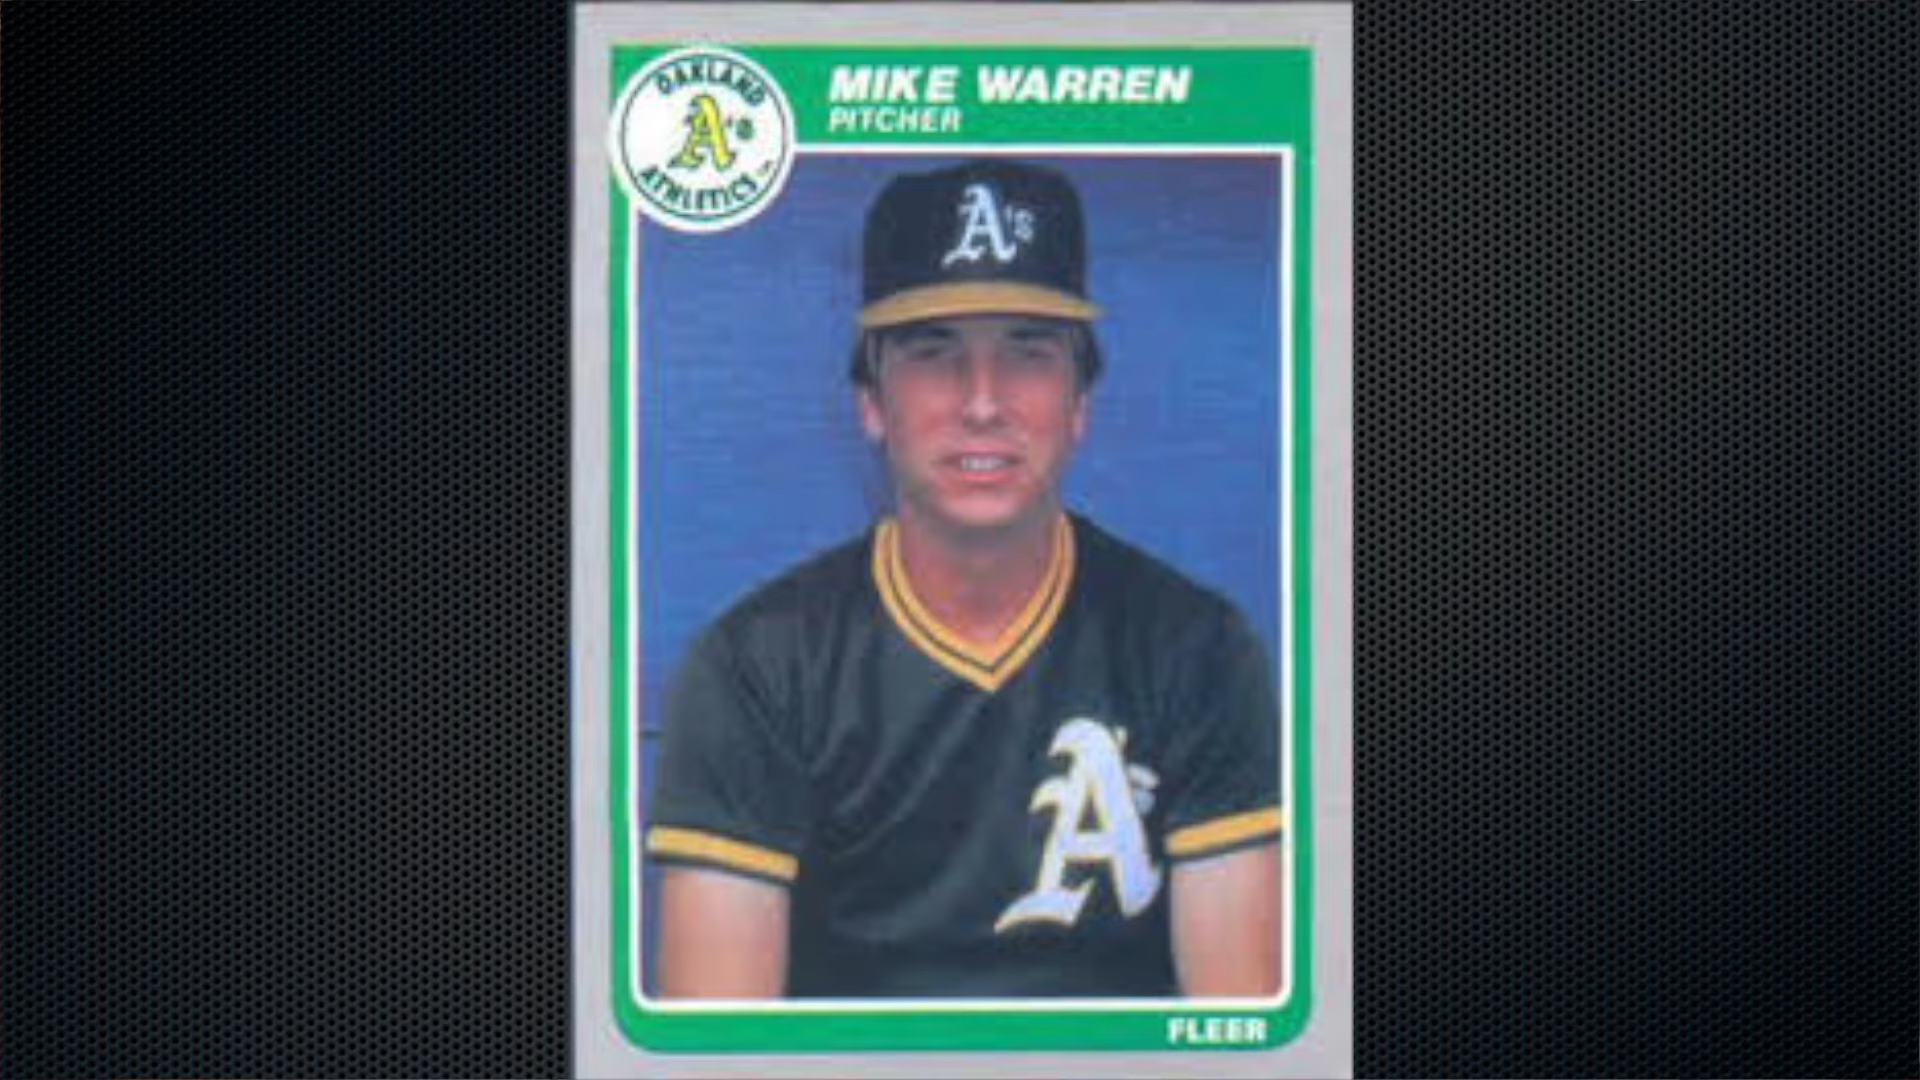 MIKE WARREN
PITCHER
OAKLAND
A's
ATHLETICS
A's
A's
FLEER